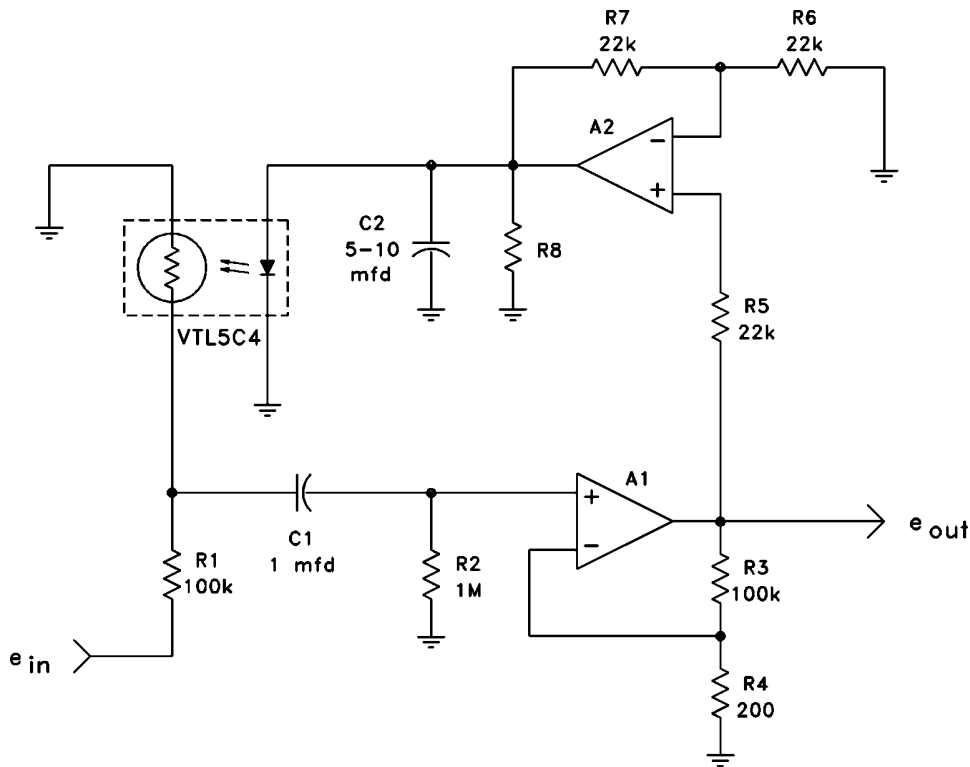 R7
22k
R6
22k
A2
−
+
C2
5-10
mfd
R8
VTL5C4
R5
22k
A1
+
−
C1
1 mfd
R2
1M
R1
100k
R3
100k
R4
200
e in
e out